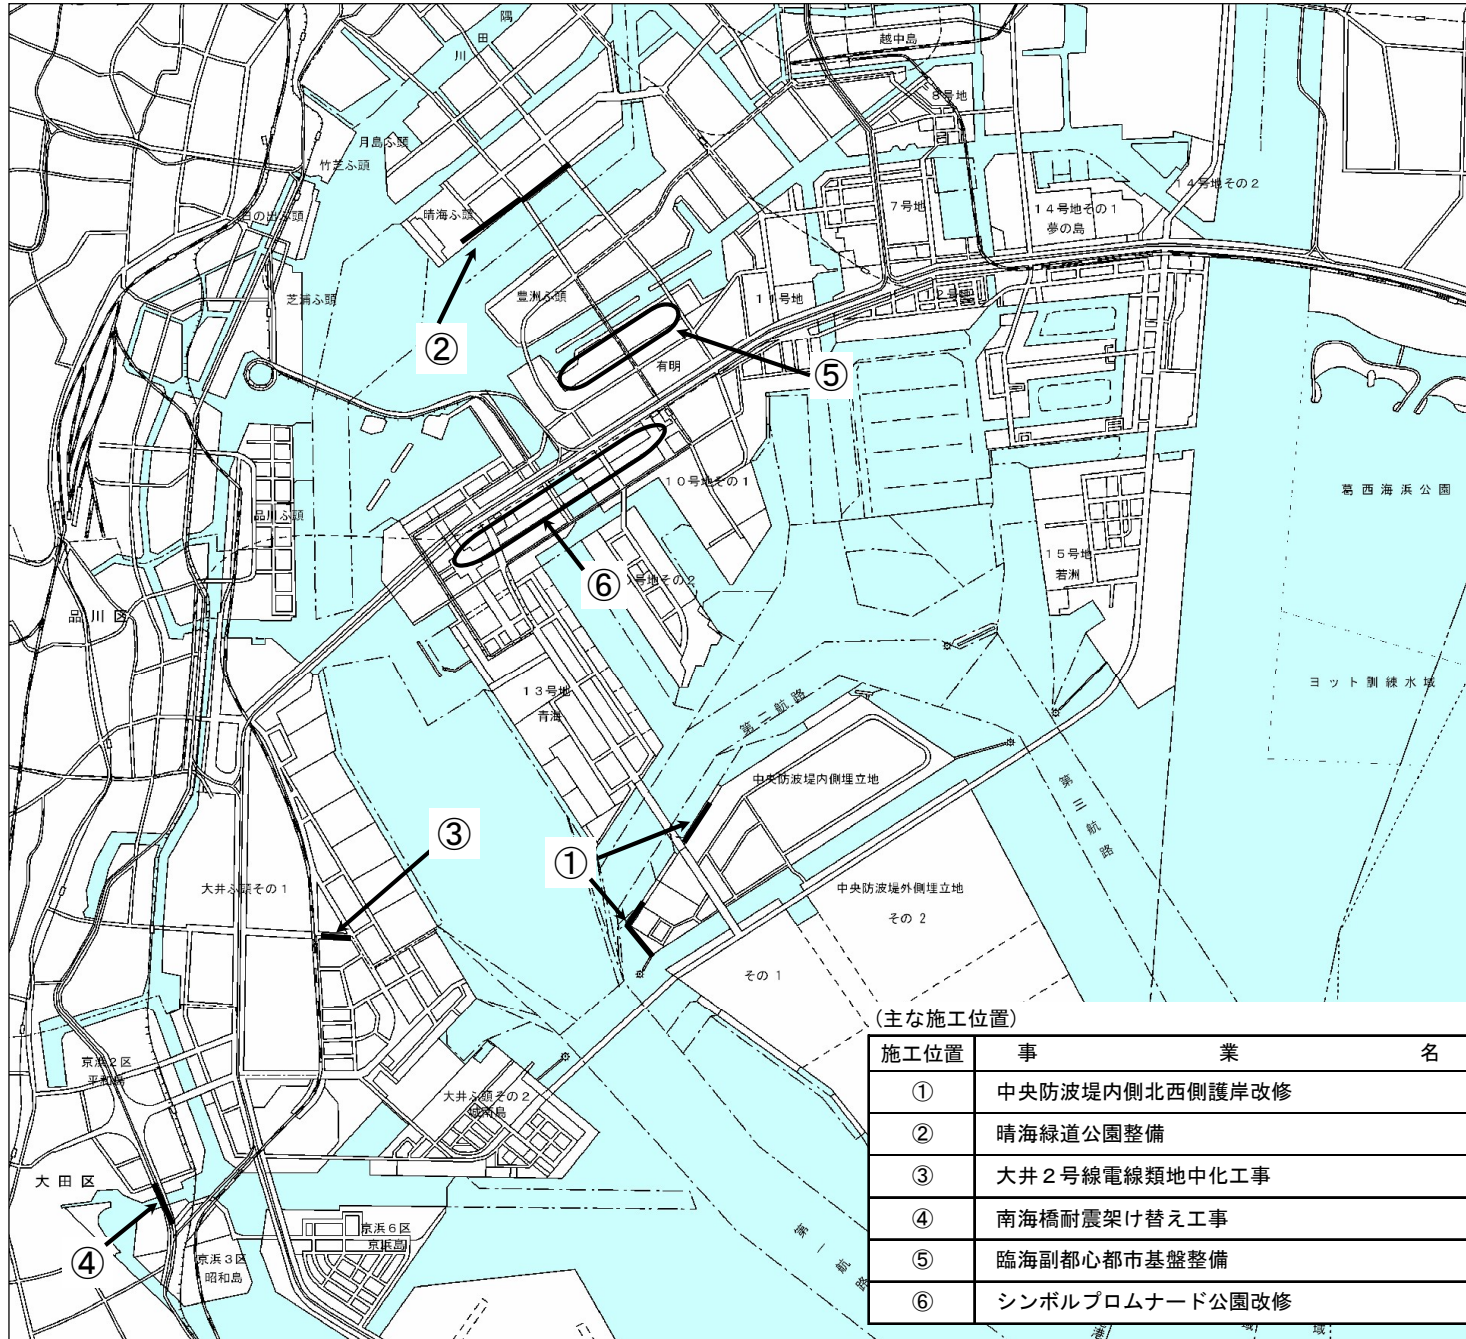 隅田川
越中島
8号地
月島ふ頭
竹芝ふ頭
14号地その2
日の出ふ頭
晴海ふ頭
7号地
14号地その1
夢の島
芝浦ふ頭
豊洲ふ頭
11号地
12号地
②
有明
⑤
品川ふ頭
10号地その1
葛西海浜公園
15号地
若洲
⑥
号地その2
品川区
13号地
青海
ヨット訓練水域
第二航路
中央防波堤内側埋立地
第三航路
③
①
大井ふ頭その1
中央防波堤外側埋立地
その2
その1
京浜2区
平和島
大井ふ頭その2
城南島
大田区
④
京浜6区
京浜島
京浜3区
昭和島
第一航路
(主な施工位置)
施工位置 事業名
① 中央防波堤内側北西側護岸改修
② 晴海緑道公園整備
③ 大井2号線電線類地中化工事
④ 南海橋耐震架け替え工事
⑤ 臨海副都心都市基盤整備
⑥ シンボルプロムナード公園改修